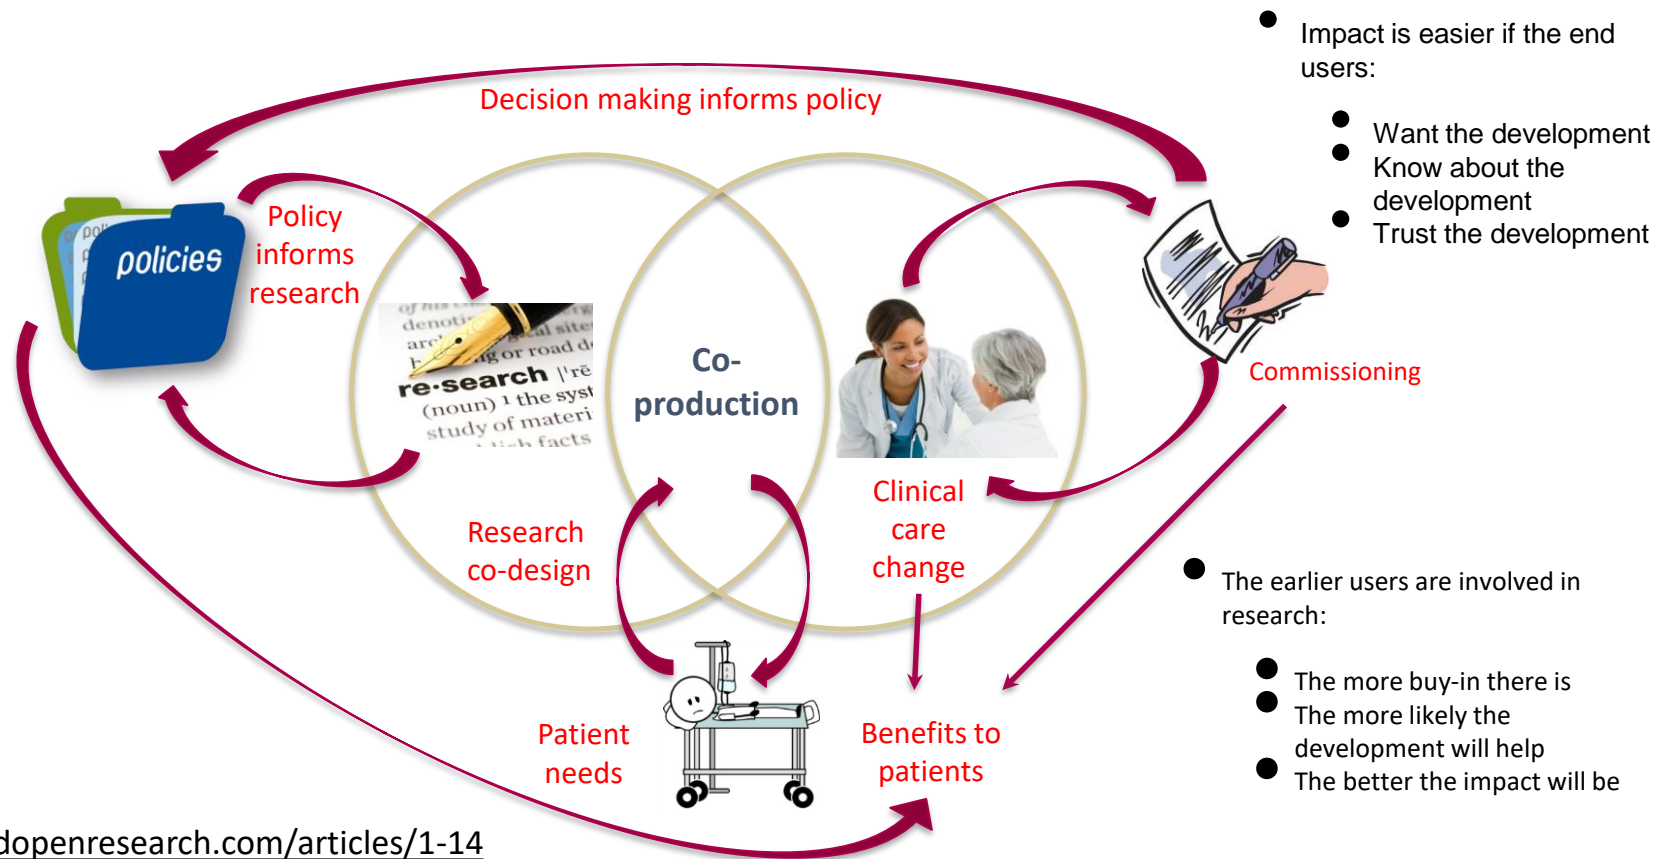 Impact is easier if the end
users:
Want the development
Know about the
development
Trust the development
Decision making informs policy
policies
Policy
informs
research
re·search
(noun) 1 the syst
study of materi
Co-
production
Commissioning
Research
co-design
Clinical
care
change
The earlier users are involved in
research:
The more buy-in there is
The more likely the
development will help
The better the impact will be
Patient
needs
Benefits to
patients
dopenresearch.com/articles/1-14